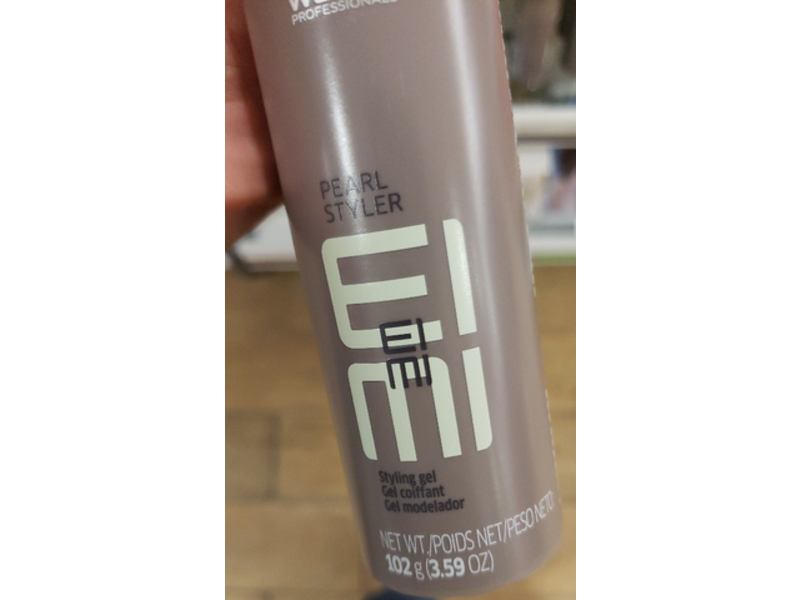 PROFESSIONALS
PEARL
STYLER
EIMI
EIMI
Styling gel
Gel coiffant
Gel modelador
NET WT./POIDS NET/PESO NETO
102 g (3.59 OZ)